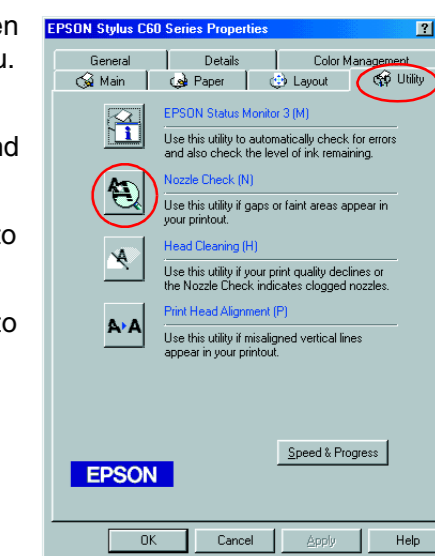 en
u.
nd
to
to
EPSON Stylus C60 Series Properties
?
General Details Color Management
Main Paper Layout Utility
EPSON Status Monitor 3 (M)
Use this utility to automatically check for errors
and also check the level of ink remaining.
Nozzle Check (N)
Use this utility if gaps or faint areas appear in
your printout.
Head Cleaning (H)
Use this utility if your print quality declines or
the Nozzle Check indicates clogged nozzles.
Print Head Alignment (P)
Use this utility if misaligned vertical lines
appear in your printout.
Speed & Progress
EPSON
OK Cancel Apply Help